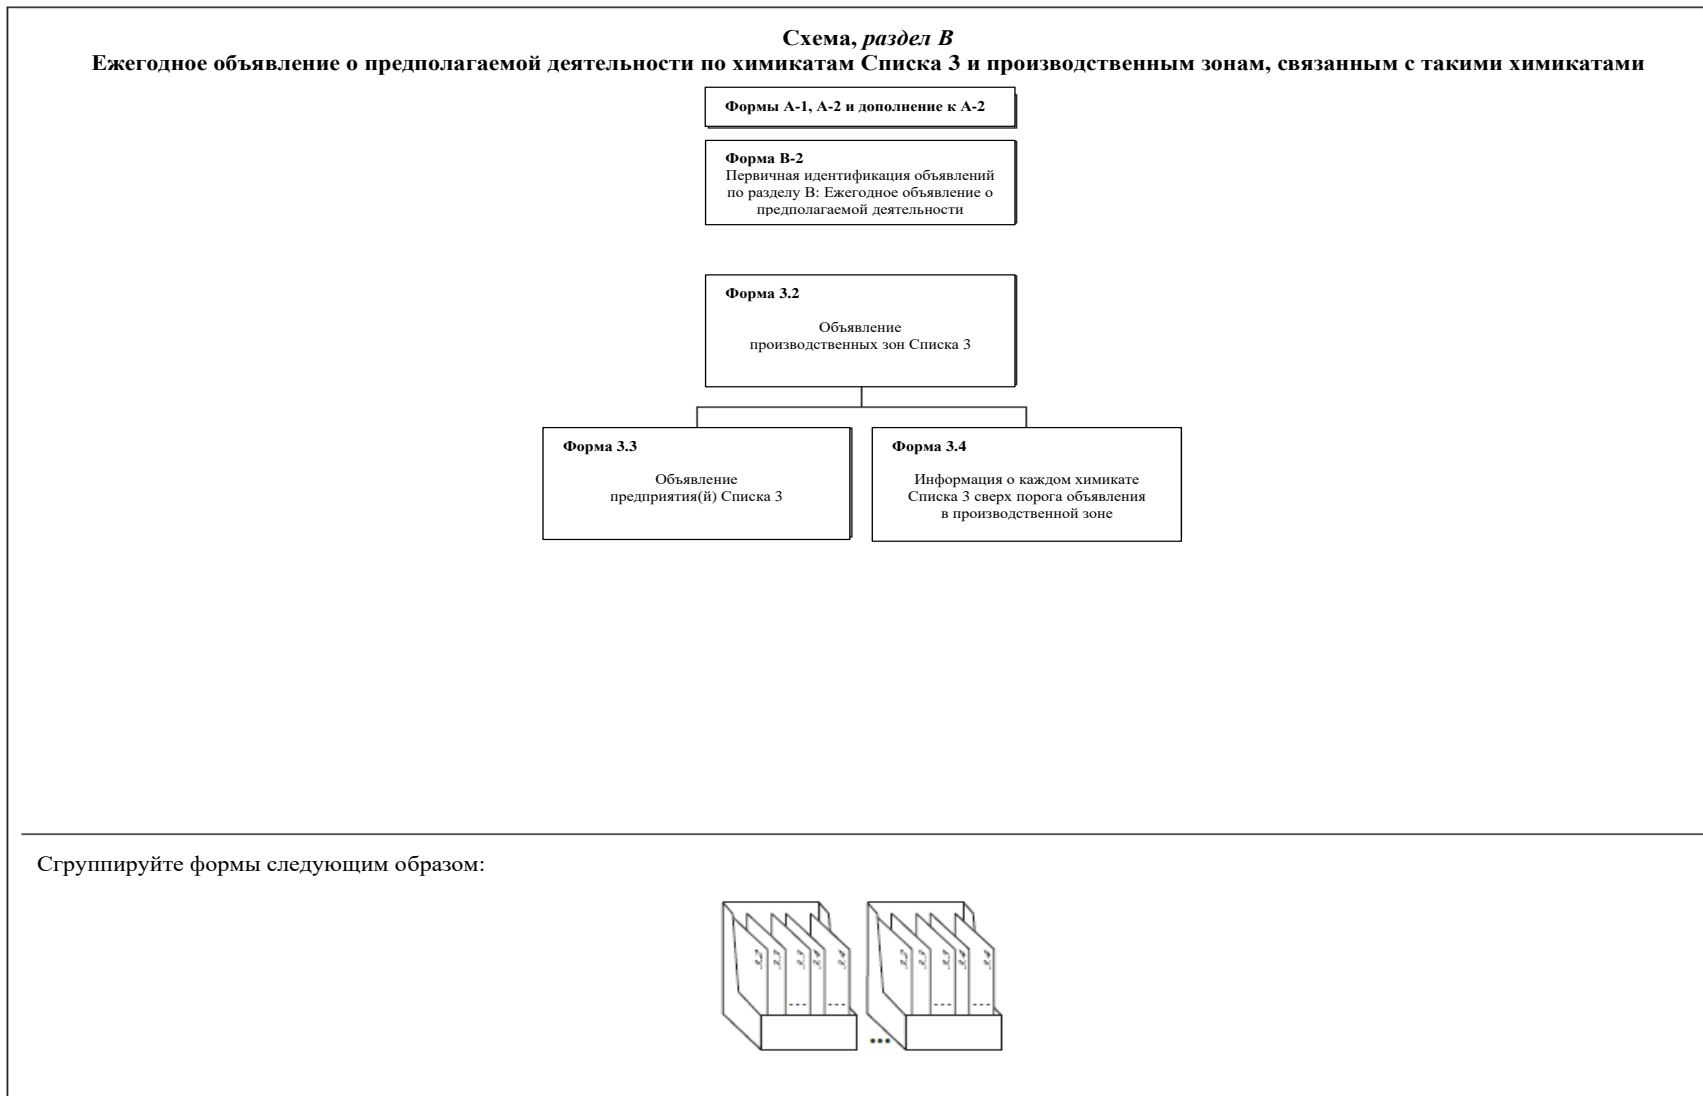 Схема, раздел В
Ежегодное объявление о предполагаемой деятельности по химикатам Списка 3 и производственным зонам, связанным с такими химикатами
Формы А-1, А-2 и дополнение к А-2
Форма В-2
Первичная идентификация объявлений
по разделу В: Ежегодное объявление о
предполагаемой деятельности
Форма 3.2
Объявление
производственных зон Списка 3
Форма 3.3
Объявление
предприятия(й) Списка 3
Форма 3.4
Информация о каждом химикате
Списка 3 сверх порога объявления
в производственной зоне
Сгруппируйте формы следующим образом:
...